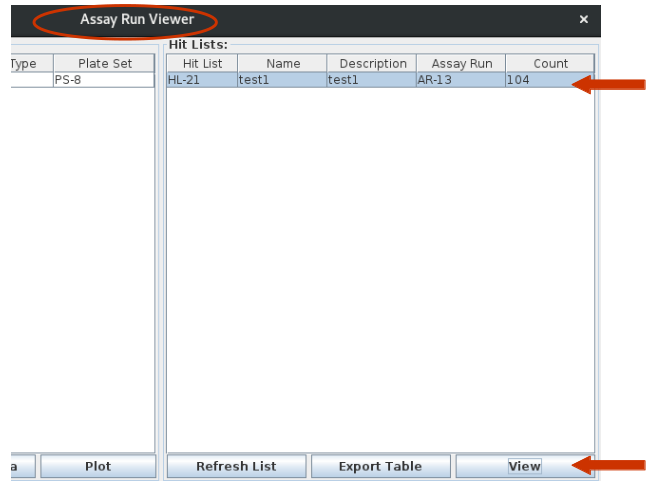 Assay Run Viewer ×
Hit Lists:
Type Plate Set Hit List Name Description Assay Run Count
PS-8 HL-21 test1 test1 AR-13 104
a Plot Refresh List Export Table View